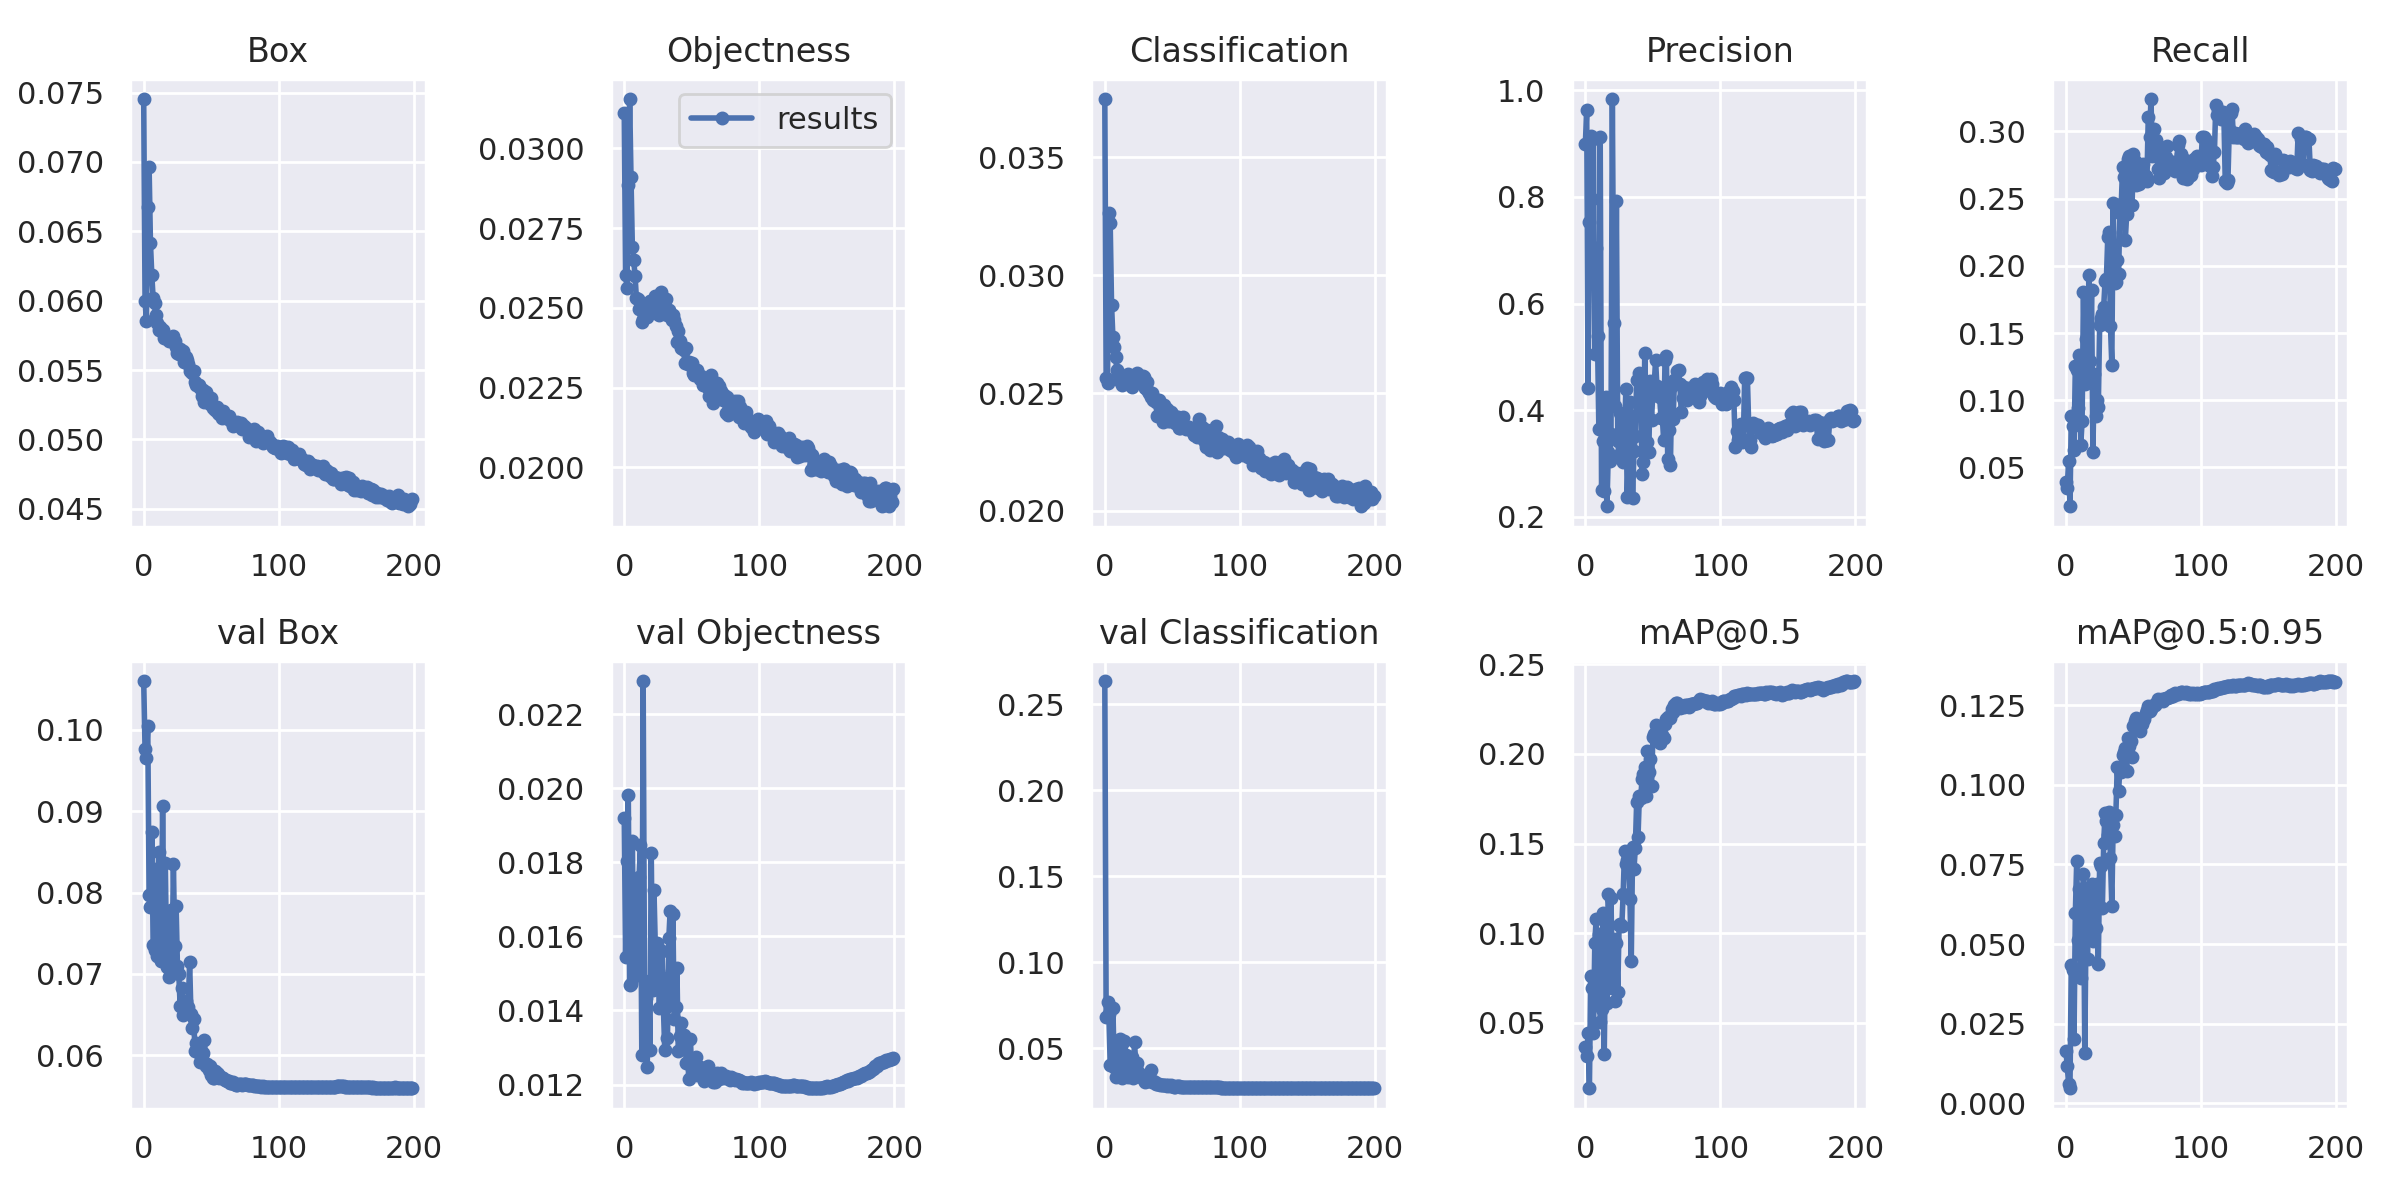 Box
Objectness
Classification
Precision
Recall
results
0.075
0.070
0.065
0.060
0.055
0.050
0.045
0 100 200
0.0300
0.0275
0.0250
0.0225
0.0200
0 100 200
0.035
0.030
0.025
0.020
0 100 200
1.0
0.8
0.6
0.4
0.2
0 100 200
0.30
0.25
0.20
0.15
0.10
0.05
0 100 200
val Box
val Objectness
val Classification
mAP@0.5
mAP@0.5:0.95
0.10
0.09
0.08
0.07
0.06
0 100 200
0.022
0.020
0.018
0.016
0.014
0.012
0 100 200
0.25
0.20
0.15
0.10
0.05
0 100 200
0.25
0.20
0.15
0.10
0.05
0 100 200
0.125
0.100
0.075
0.050
0.025
0.000
0 100 200